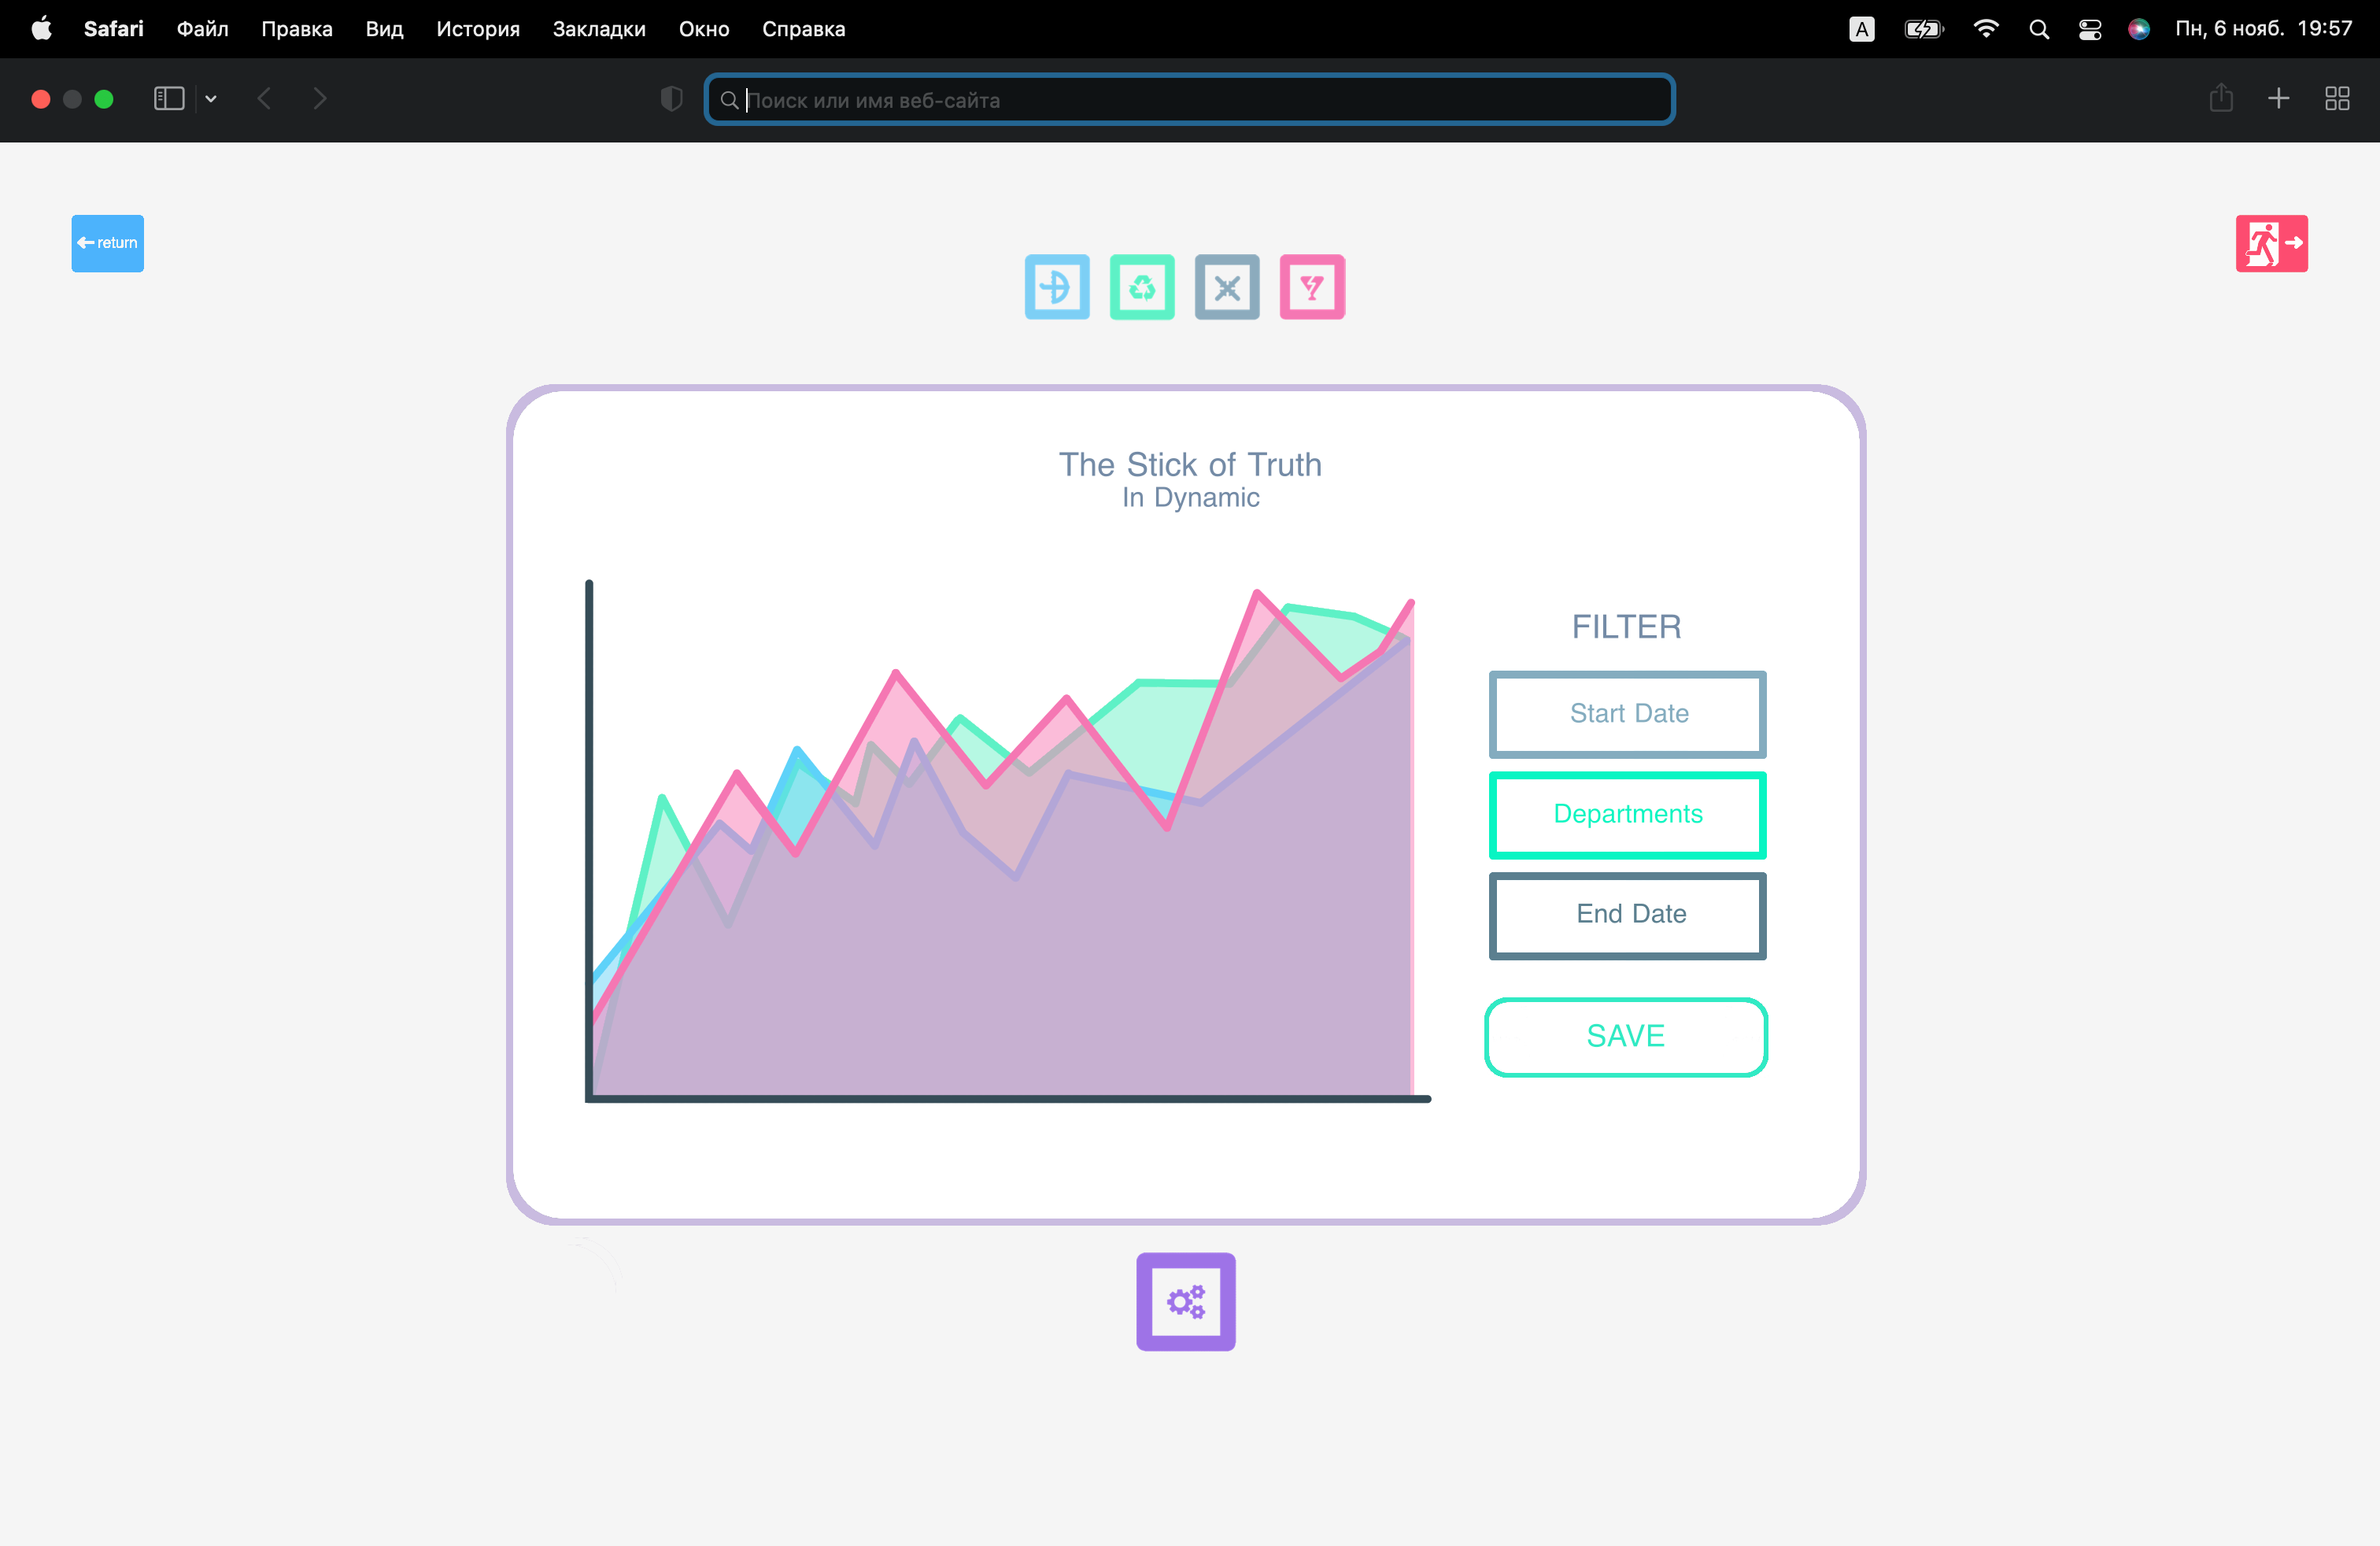 Safari Файл Правка Вид История Закладки Окно Справка A Пн, 6 нояб. 19:57
Поиск или имя веб-сайта
return
The Stick of Truth
In Dynamic
FILTER
Start Date
Departments
End Date
SAVE